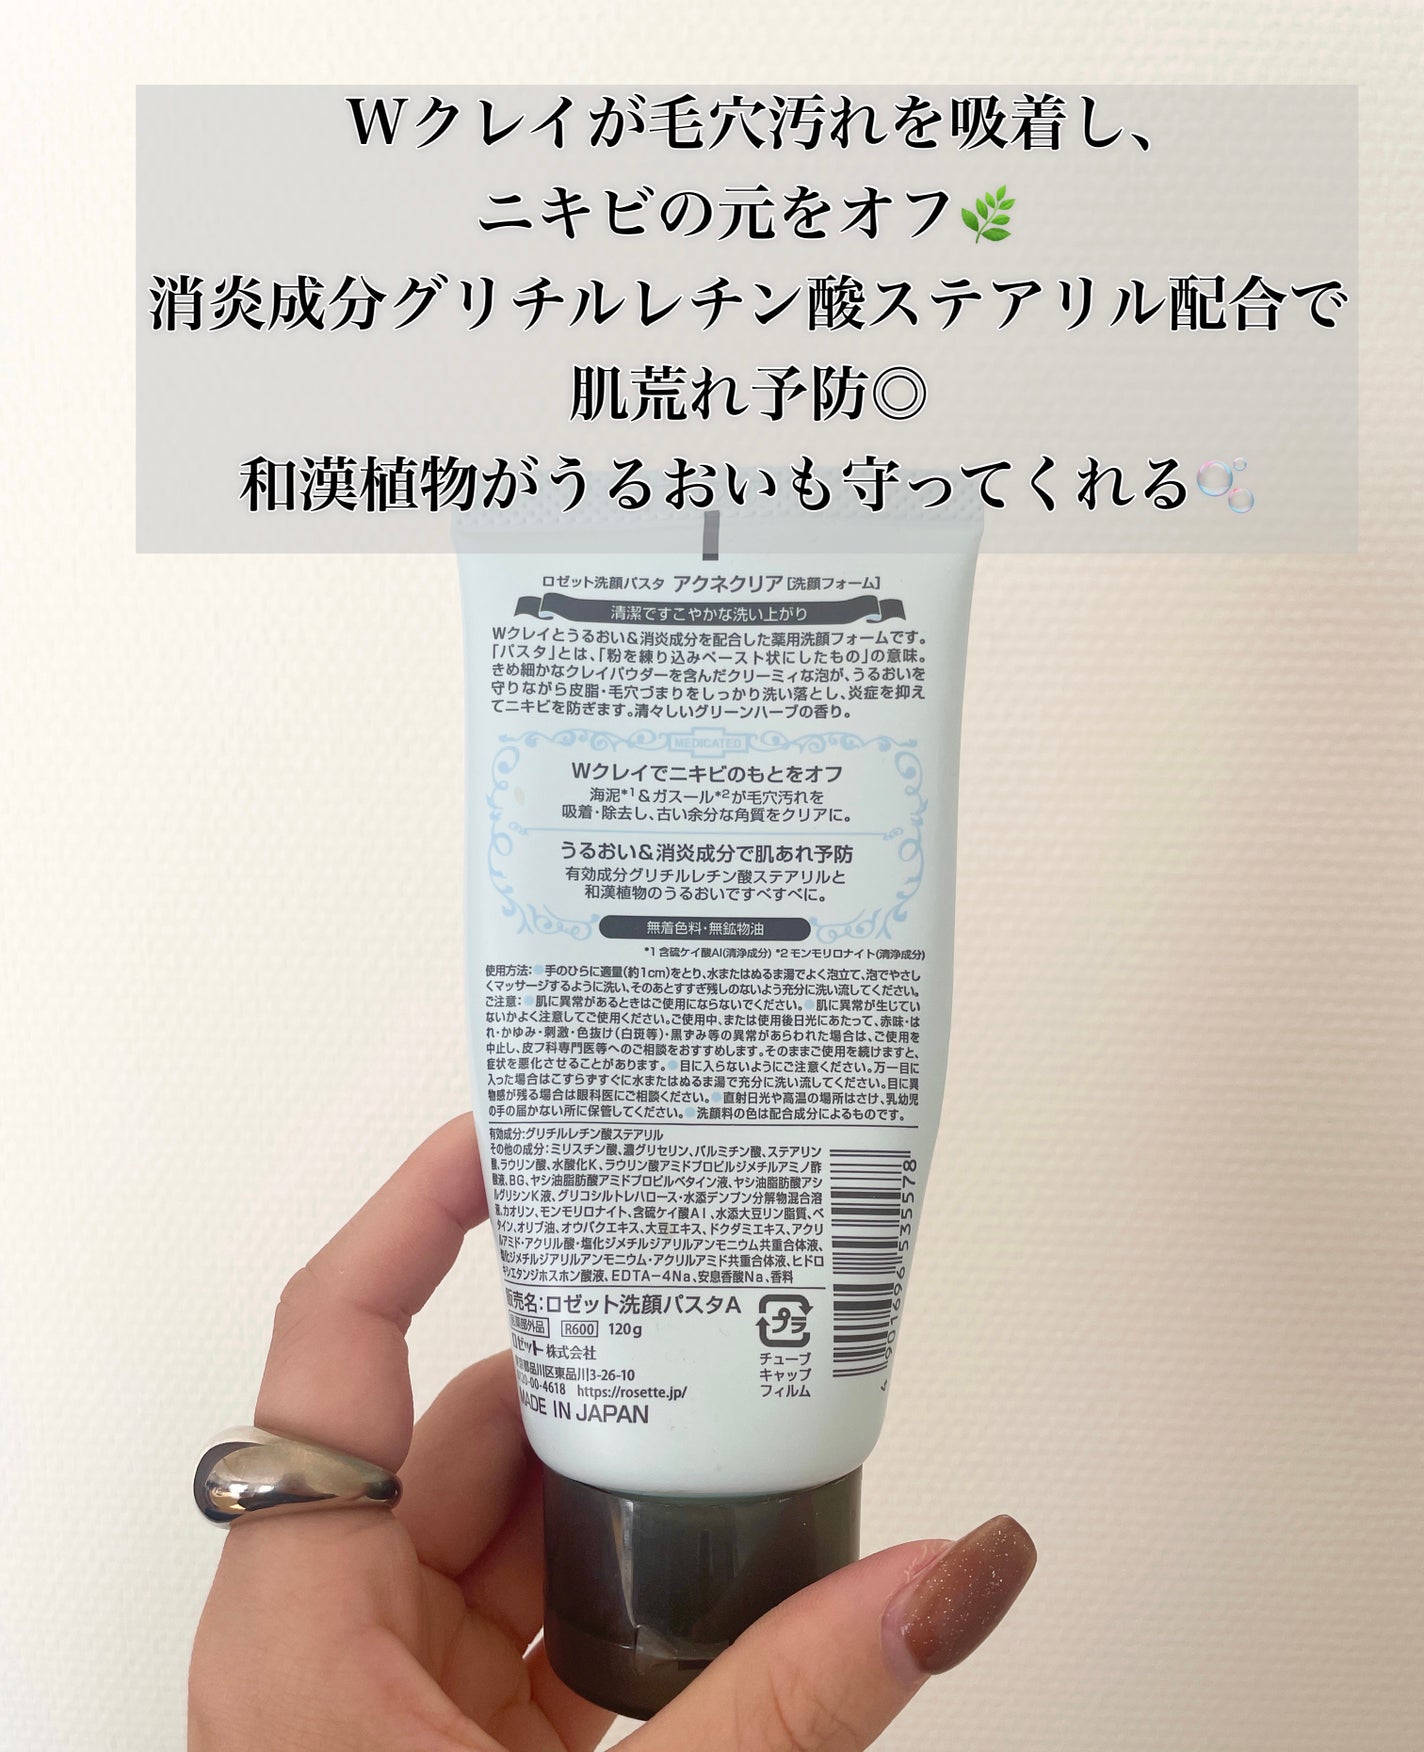 Wクレイが毛穴汚れを吸着し、
ニキビの元をオフ🌿
消炎成分グリチルレチン酸ステアリル配合で
肌荒れ予防◎
和漢植物がうるおいも守ってくれる🫧
ロゼット洗顔パスタ アクネクリア[洗顔フォーム]
清潔ですこやかな洗い上がり
Wクレイとうるおい&消炎成分を配合した薬用洗顔フォームです。
「パスタ」とは、「粉を練り込みペースト状にしたもの」の意味。
きめ細かなクレイパウダーを含んだクリーミィな泡が、うるおいを
守りながら皮脂・毛穴づまりをしっかり洗い落とし、炎症を抑え
てニキビを防ぎます。清々しいグリーンハーブの香り。
MEDICATED
Wクレイでニキビのもとをオフ
海泥*1&ガスール*2が毛穴汚れを
吸着・除去し、古い余分な角質をクリアに。
うるおい&消炎成分で肌あれ予防
有効成分グリチルレチン酸ステアリルと
和漢植物のうるおいですべすべに。
無着色料・無鉱物油
*1 含硫ケイ酸Al(清浄成分) *2 モンモリロナイト(清浄成分)
使用方法:●手のひらに適量(約1cm)をとり、水またはぬるま湯でよく泡立て、泡でやさし
くマッサージするように洗い、そのあとすすぎ残しのないよう充分に洗い流してください。
ご注意:●肌に異常があるときはご使用にならないでください。●肌に異常が生じてい
ないかよく注意してご使用ください。ご使用中、または使用後日光にあたって、赤味・は
れ・かゆみ・刺激・色抜け(白斑等)・黒ずみ等の異常があらわれた場合は、ご使用を
中止し、皮フ科専門医等へのご相談をおすすめします。そのままご使用を続けますと、
症状を悪化させることがあります。●目に入らないようにご注意ください。万一目に
入った場合はこすらずすぐに水またはぬるま湯で充分に洗い流してください。目に異
物感が残る場合は眼科医にご相談ください。●直射日光や高温の場所はさけ、乳幼児
の手の届かない所に保管してください。●洗顔料の色は配合成分によるものです。
有効成分:グリチルレチン酸ステアリル
その他の成分:ミリスチン酸、濃グリセリン、パルミチン酸、ステアリン
酸、ラウリン酸、水酸化K、ラウリン酸アミドプロピルジメチルアミノ酢
酸液、BG、ヤシ油脂肪酸アミドプロピルベタイン液、ヤシ油脂肪酸アシ
ルグリシンK液、グリコシルトレハロース・水添デンプン分解物混合溶
液、カオリン、モンモリロナイト、含硫ケイ酸Al、水添大豆リン脂質、ベ
タイン、オリブ油、オウバクエキス、大豆エキス、ドクダミエキス、アクリ
ルアミド・アクリル酸・塩化ジメチルジアリルアンモニウム共重合体液、
塩化ジメチルジアリルアンモニウム・アクリルアミド共重合体液、ヒドロ
キシエタンジホスホン酸液、EDTA-4Na、安息香酸Na、香料
販売名:ロゼット洗顔パスタA
医薬部外品 R600 120g
ロゼット株式会社
東京都品川区東品川3-26-10
20-00-4618 https://rosette.jp/
MADE IN JAPAN
プラ
チューブ
キャップ
フィルム
4 901696 535578